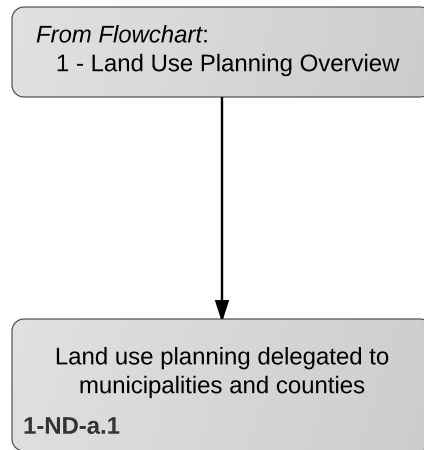 From Flowchart:
1 - Land Use Planning Overview
Land use planning delegated to
municipalities and counties
1-ND-a.1